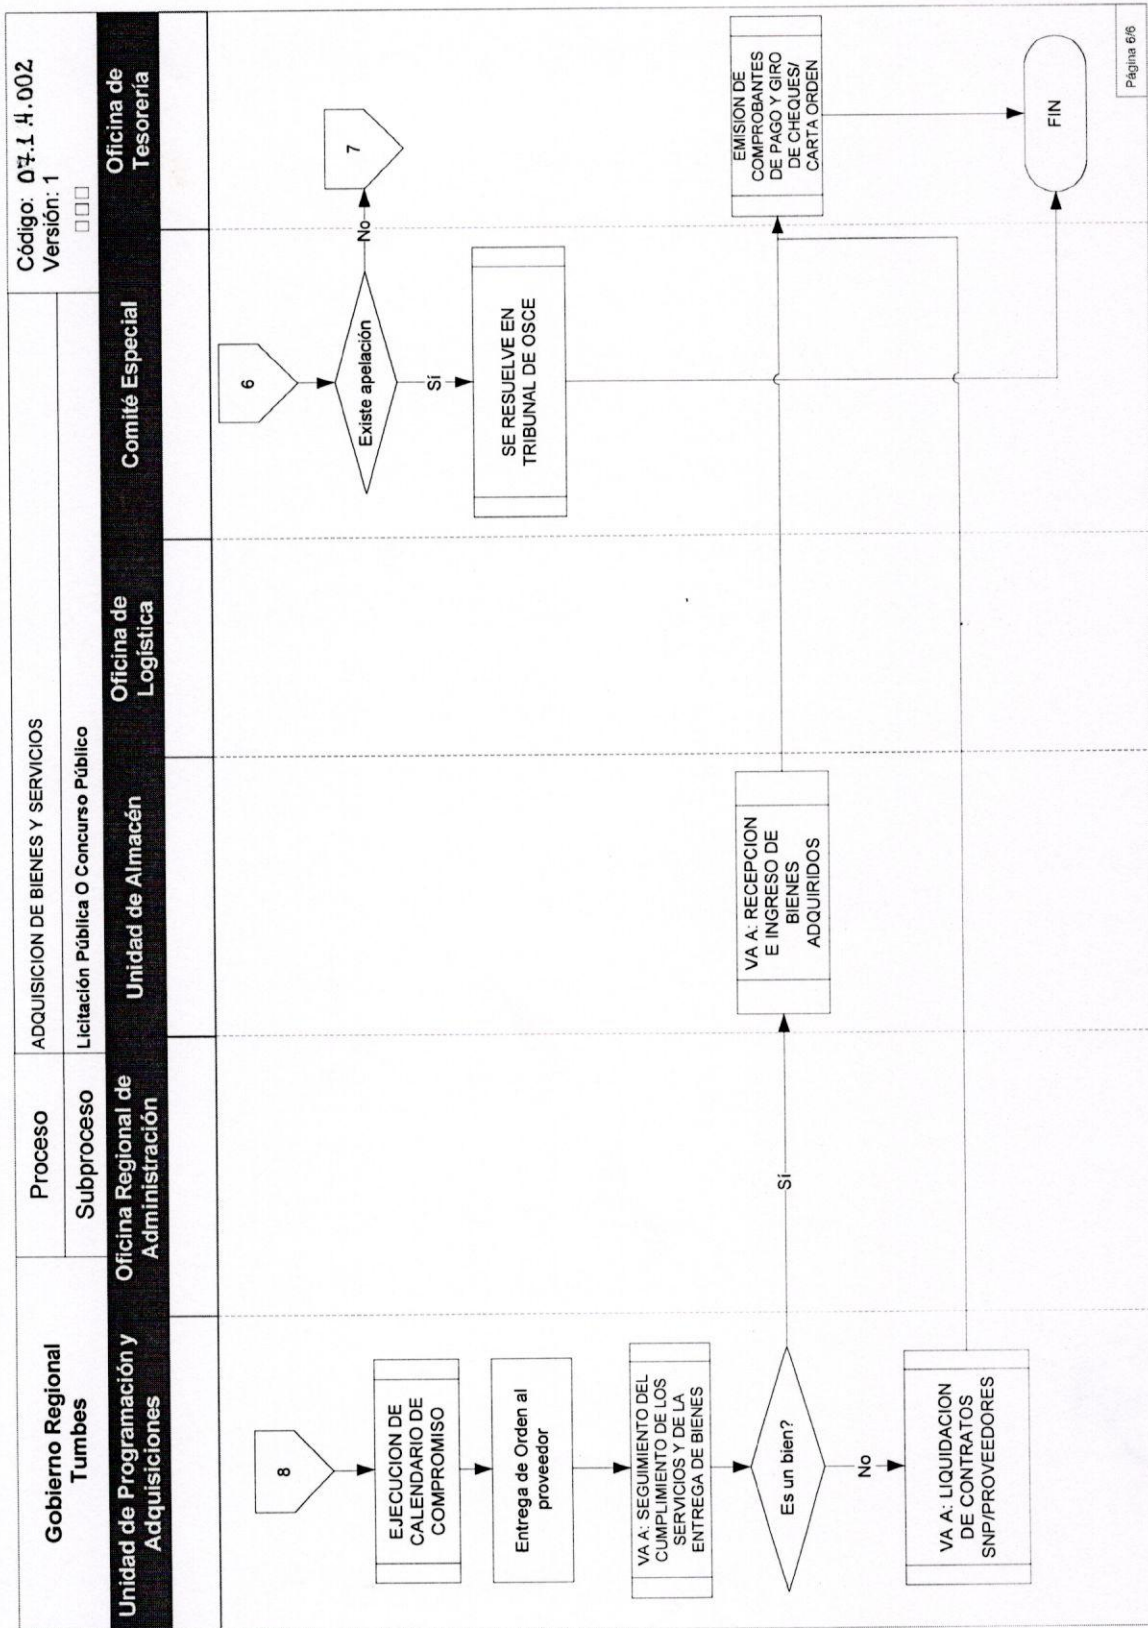 Gobierno Regional
Tumbes
Proceso
ADQUISICION DE BIENES Y SERVICIOS
Código: 07.1.4.002
Versión: 1
Subproceso
Licitación Pública O Concurso Público
Unidad de Programación y
Adquisiciones
Oficina Regional de
Administración
Unidad de Almacén
Oficina de
Logística
Comité Especial
Oficina de
Tesorería
8
EJECUCION DE
CALENDARIO DE
COMPROMISO
Entrega de Orden al
proveedor
VA A: SEGUIMIENTO DEL
CUMPLIMIENTO DE LOS
SERVICIOS Y DE LA
ENTREGA DE BIENES
Es un bien?
Sí
No
VA A: LIQUIDACION
DE CONTRATOS
SNP/PROVEEDORES
VA A: RECEPCION
E INGRESO DE
BIENES
ADQUIRIDOS
6
Existe apelación
No
Sí
7
SE RESUELVE EN
TRIBUNAL DE OSCE
EMISION DE
COMPROBANTES
DE PAGO Y GIRO
DE CHEQUES/
CARTA ORDEN
FIN
Página 6/6